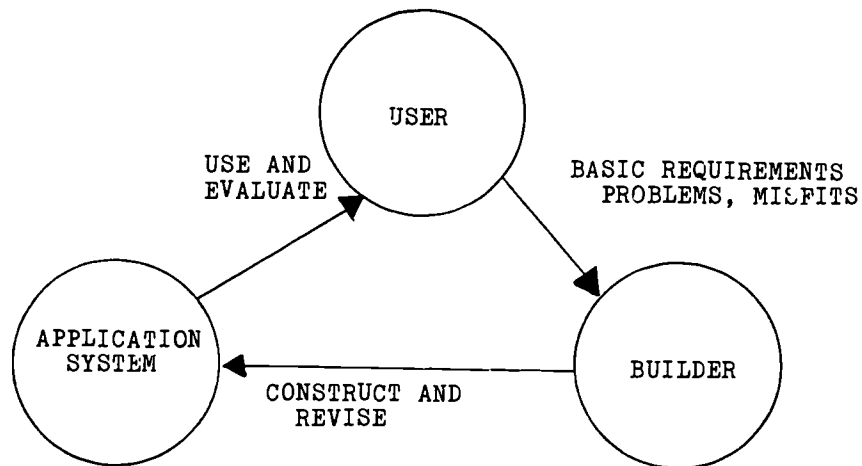 USER
USE AND
EVALUATE
BASIC REQUIREMENTS
PROBLEMS, MISFITS
APPLICATION
SYSTEM
BUILDER
CONSTRUCT AND
REVISE